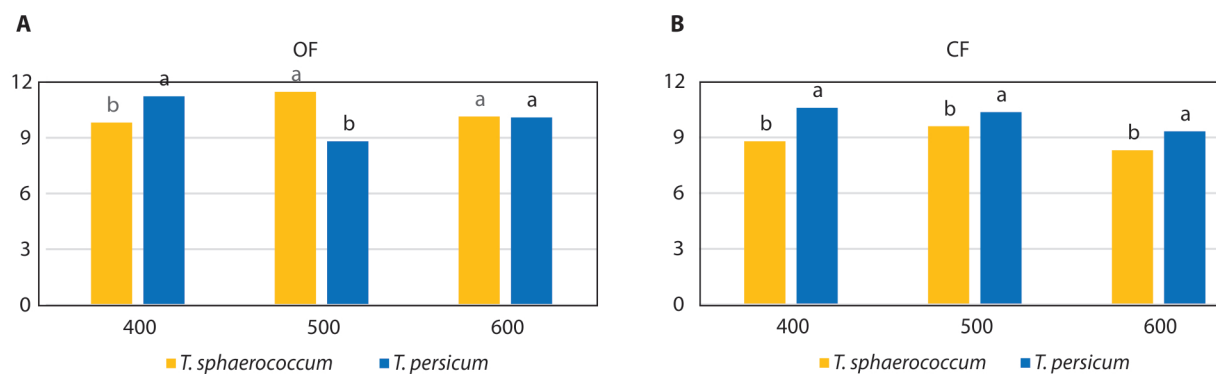 A
OF
12
9
6
3
0
b
a
a
b
a
a
400
500
600
T. sphaerococcum
T. persicum
B
CF
12
9
6
3
0
b
a
b
a
b
a
400
500
600
T. sphaerococcum
T. persicum